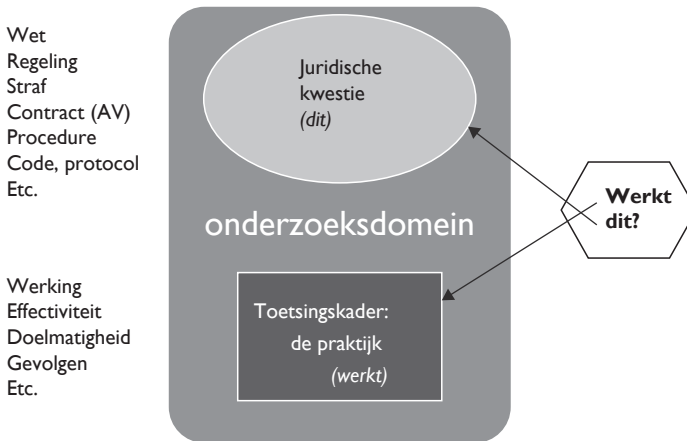 Wet
Regeling
Straf
Contract (AV)
Procedure
Code, protocol
Etc.
Juridische
kwestie
(dit)
onderzoeksdomein
Werkt
dit?
Werking
Effectiviteit
Doelmatigheid
Gevolgen
Etc.
Toetsingskader:
de praktijk
(werkt)